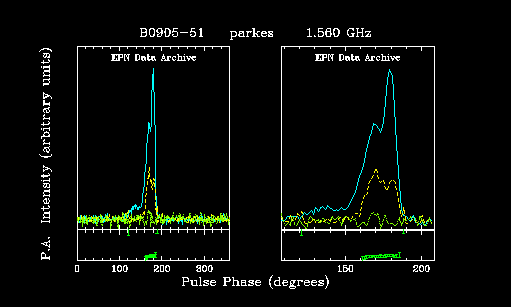 B0905-51 parkes 1.560 GHz
EPN Data Archive EPN Data Archive
P.A. Intensity (arbitrary units)
0 100 200 300 150 200
Pulse Phase (degrees)